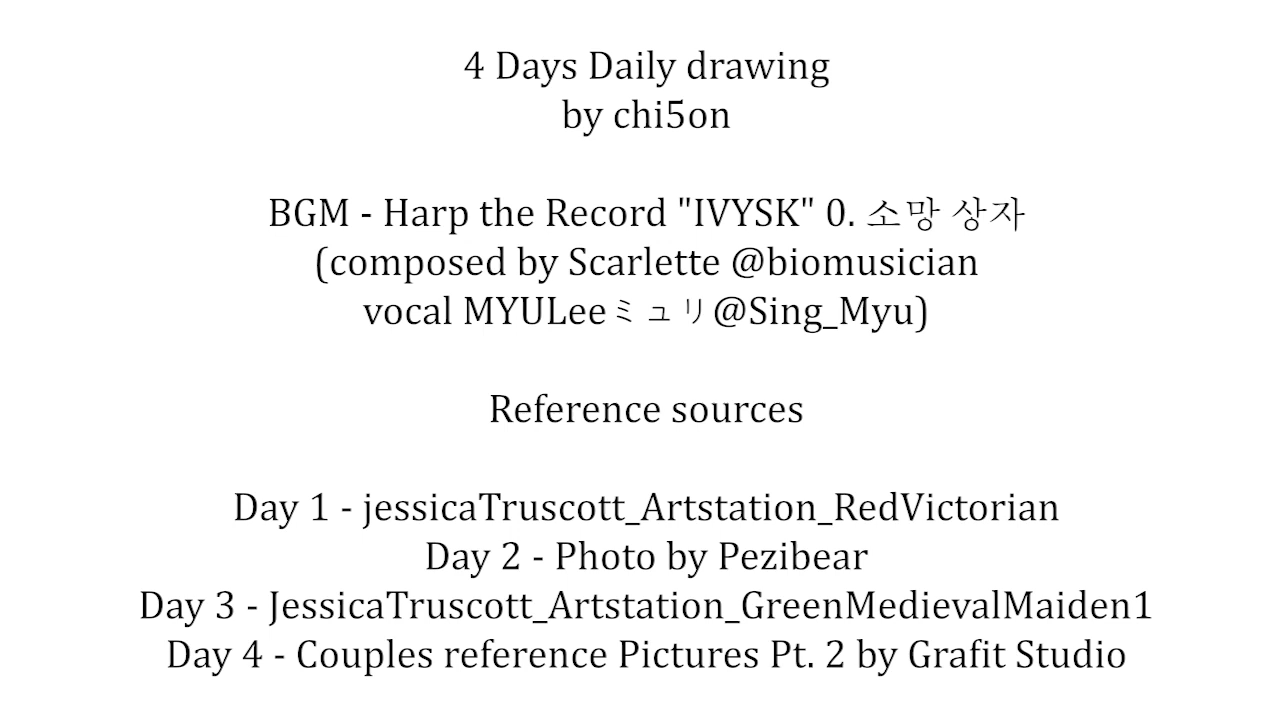 4 Days Daily drawing
by chi5on
BGM - Harp the Record "IVYSK" 0. 소망 상자
(composed by Scarlette @biomusician
vocal MYULeeミュリ@Sing_Myu)
Reference sources
Day 1 - jessicaTruscott_Artstation_RedVictorian
Day 2 - Photo by Pezibear
Day 3 - JessicaTruscott_Artstation_GreenMedievalMaiden1
Day 4 - Couples reference Pictures Pt. 2 by Grafit Studio